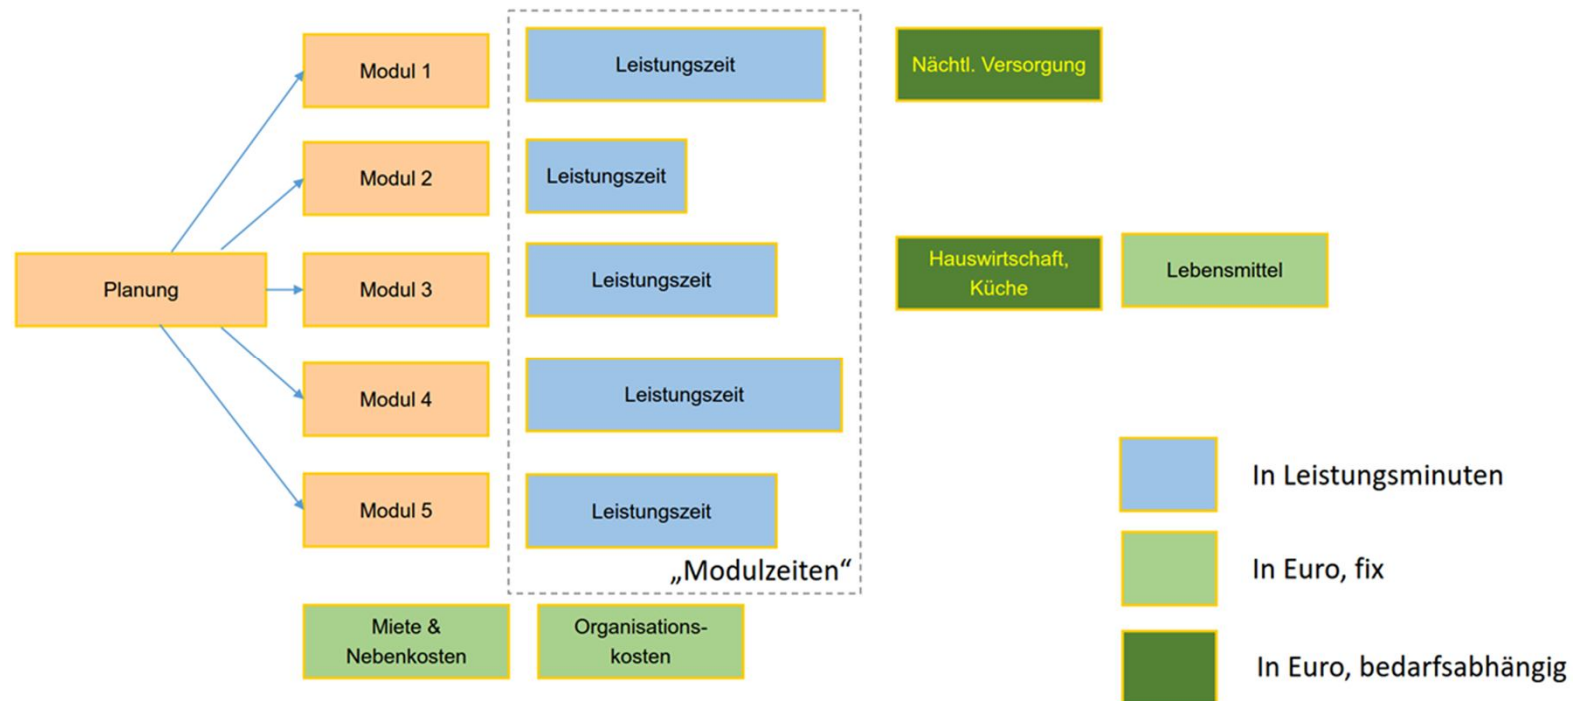 Modul 1
Leistungszeit
Nächtl. Versorgung
Modul 2
Leistungszeit
Planung
Modul 3
Leistungszeit
Hauswirtschaft,
Küche
Lebensmittel
Modul 4
Leistungszeit
Modul 5
Leistungszeit
„Modulzeiten“
Miete &
Nebenkosten
Organisations-
kosten
In Leistungsminuten
In Euro, fix
In Euro, bedarfsabhängig